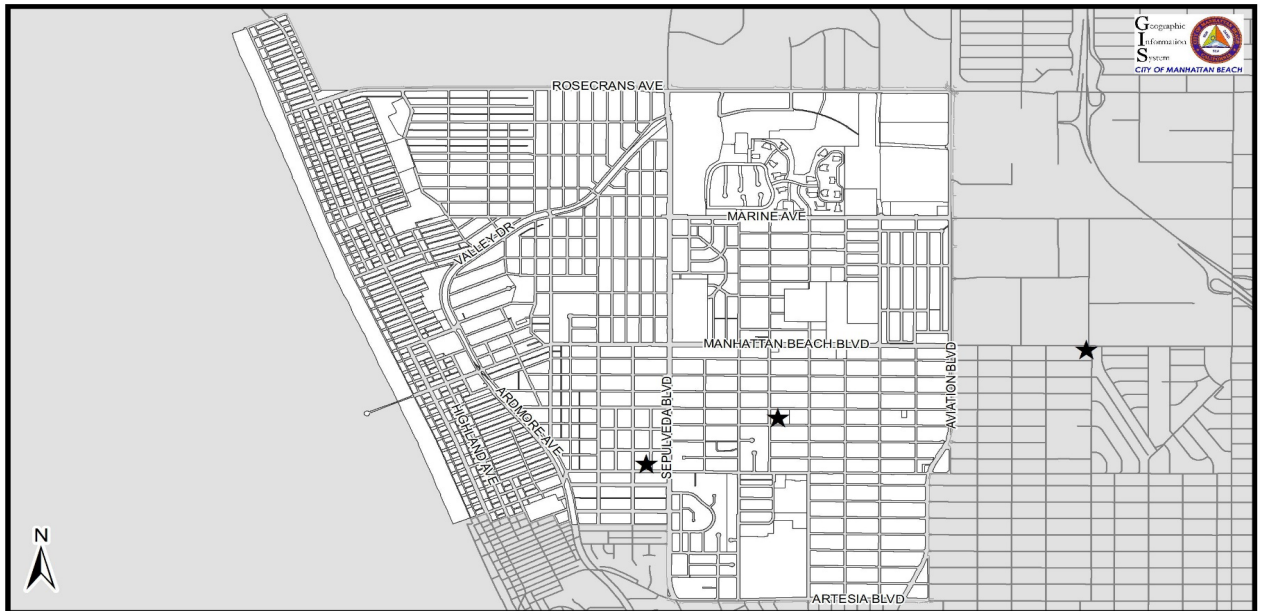 Geographic
Information
System
CITY OF MANHATTAN BEACH
ROSECRANS AVE
MARINE AVE
VALLEY DR
MANHATTAN BEACH BLVD
AVIATION BLVD
SEPULVEDA BLVD
ARDMORE AVE
HIGHLAND AVE
ARTESIA BLVD
N